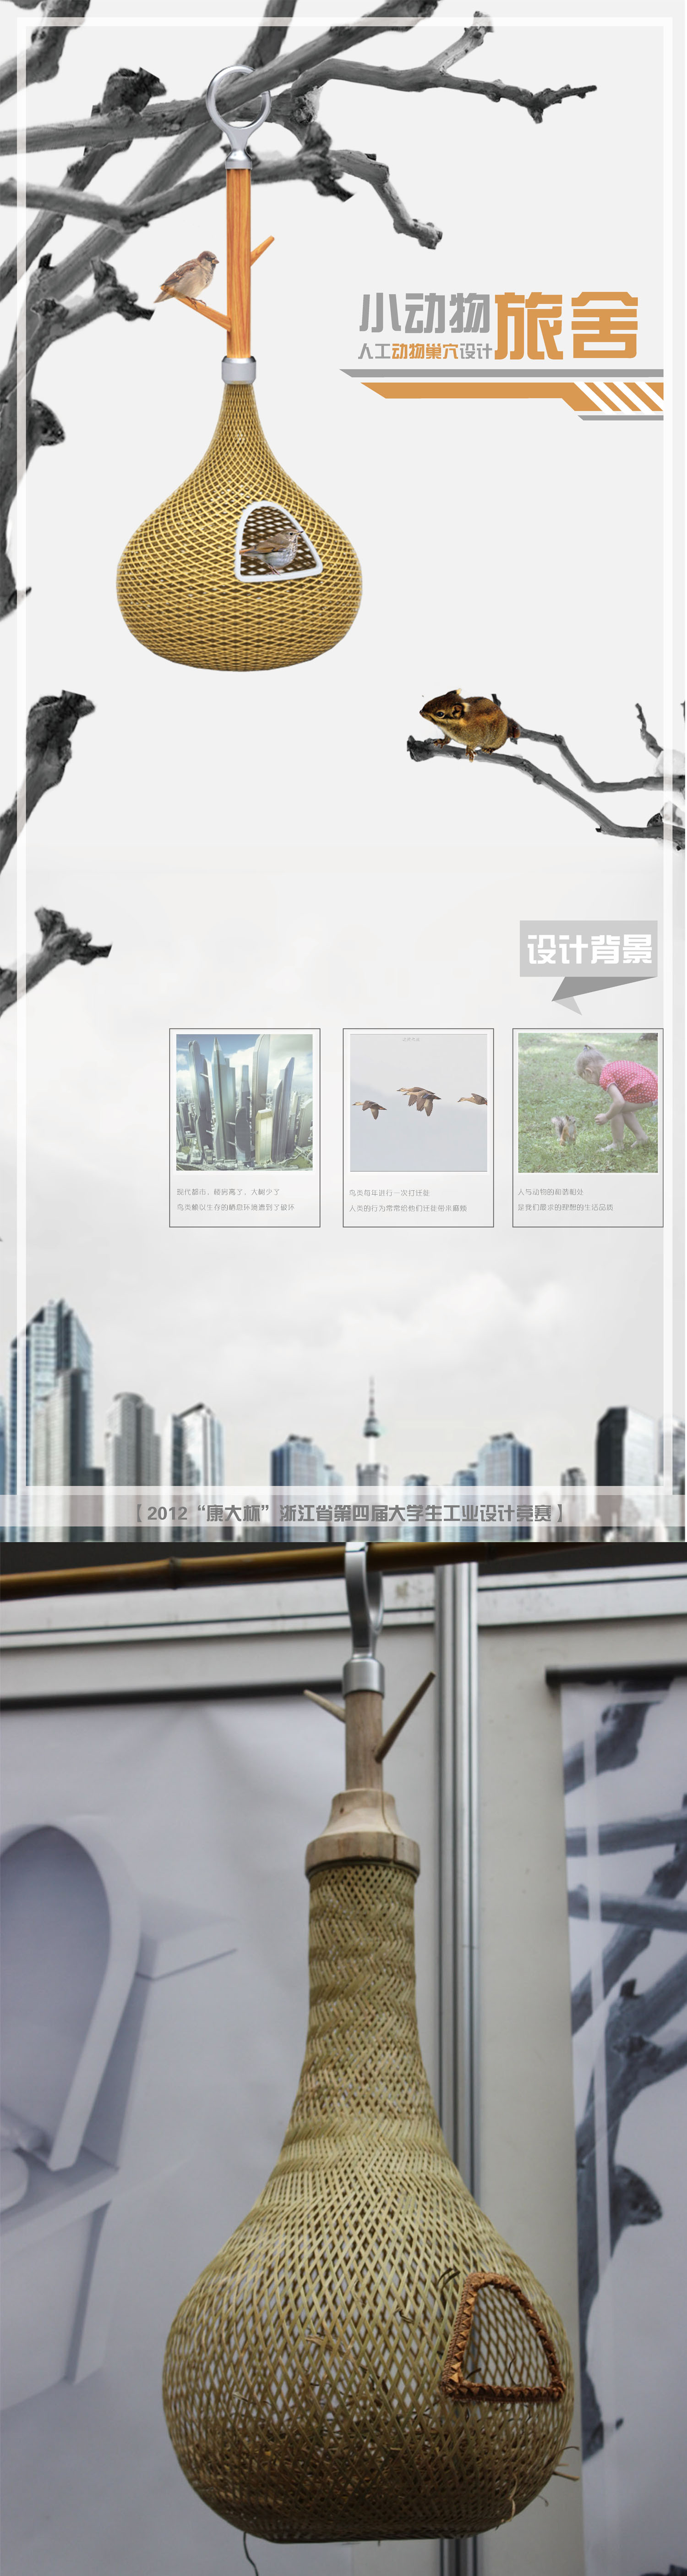 小动物旅舍
人工动物巢穴设计
设计背景
现代都市，楼房高了，大树少了
鸟类赖以生存的栖息环境遭到了破坏
鸟类每年进行一次过迁徙
人类的行为常常给他们迁徙带来麻烦
人与动物的和谐相处
是我们最求的理想的生活品质
【2012“康大杯”浙江省第四届大学生工业设计竞赛】